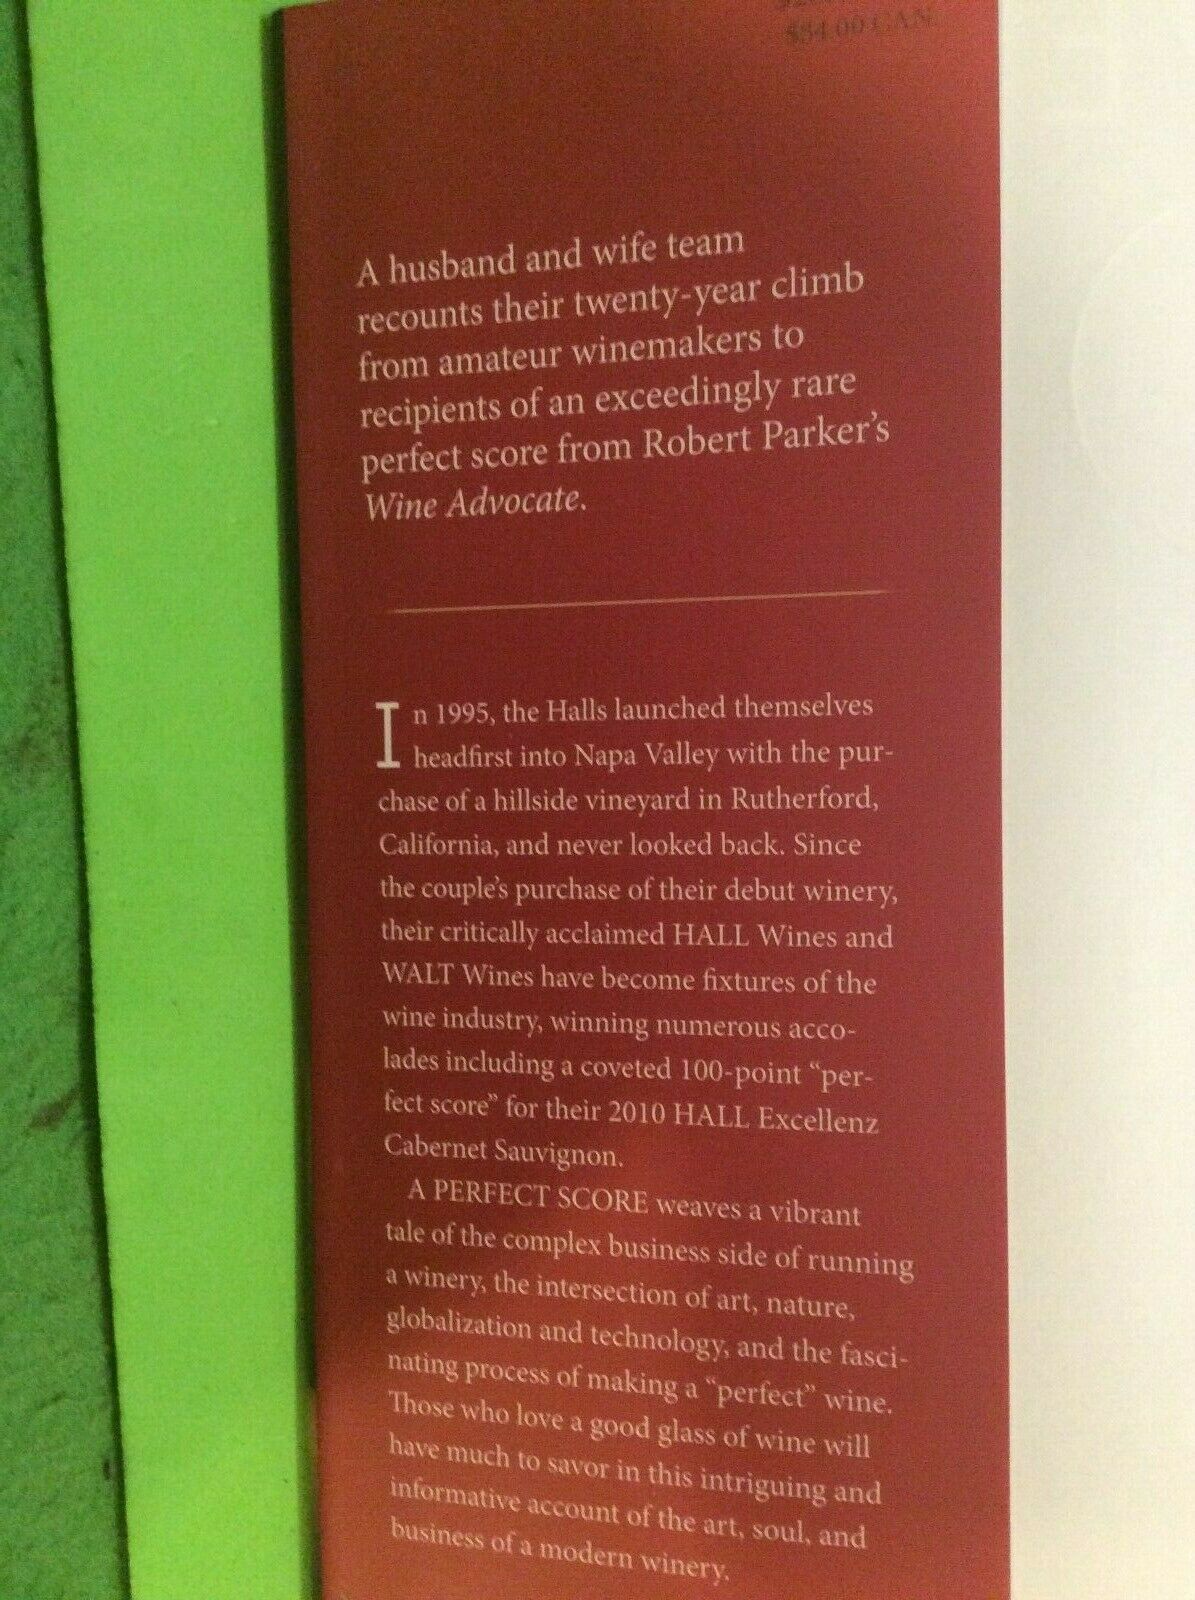 $34.00 CAN.
A husband and wife team
recounts their twenty-year climb
from amateur winemakers to
recipients of an exceedingly rare
perfect score from Robert Parker's
Wine Advocate.
In 1995, the Halls launched themselves
headfirst into Napa Valley with the pur-
chase of a hillside vineyard in Rutherford,
California, and never looked back. Since
the couple's purchase of their debut winery,
their critically acclaimed HALL Wines and
WALT Wines have become fixtures of the
wine industry, winning numerous acco-
lades including a coveted 100-point “per-
fect score” for their 2010 HALL Excellenz
Cabernet Sauvignon.
A PERFECT SCORE weaves a vibrant
tale of the complex business side of running
a winery, the intersection of art, nature,
globalization and technology, and the fasci-
nating process of making a “perfect” wine.
Those who love a good glass of wine will
have much to savor in this intriguing and
informative account of the art, soul, and
business of a modern winery.